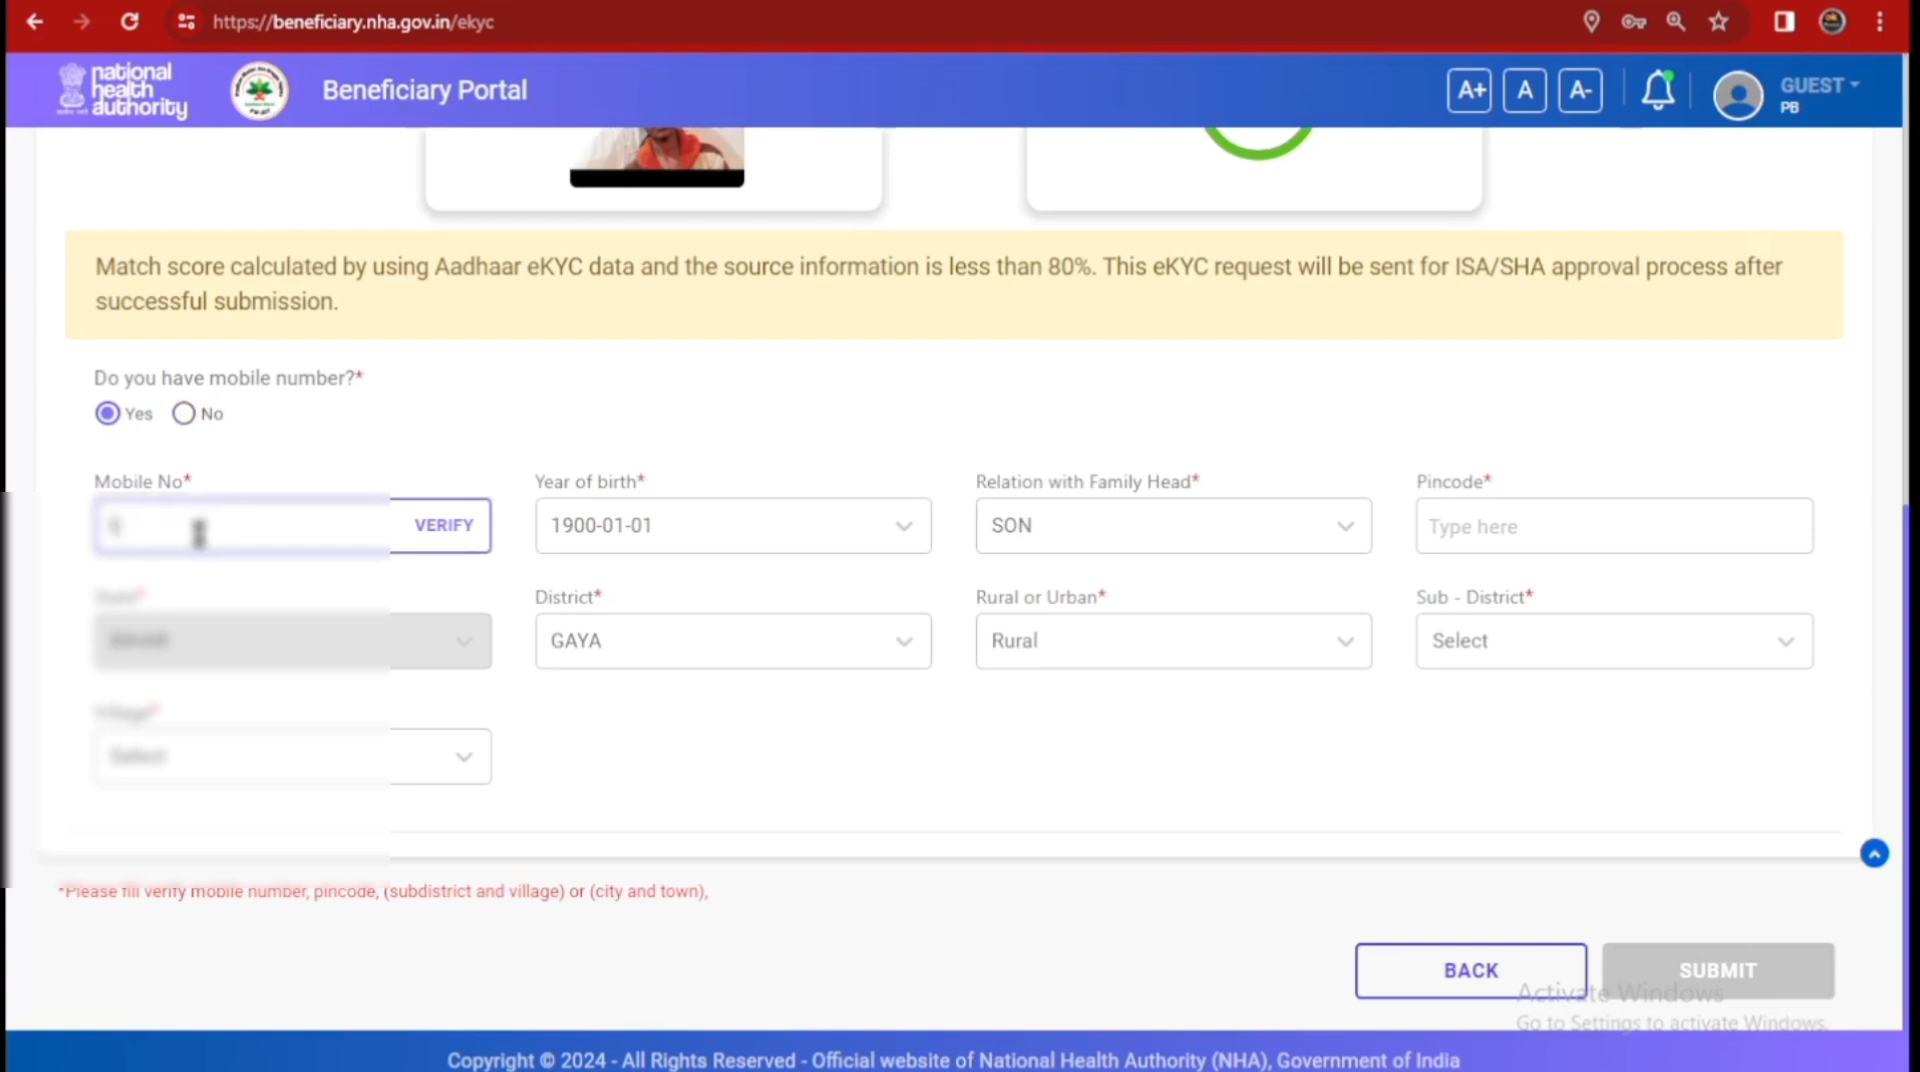 https://beneficiary.nha.gov.in/ekyc
national
health
authority
Beneficiary Portal
A+ A A-
GUEST
PB
Match score calculated by using Aadhaar eKYC data and the source information is less than 80%. This eKYC request will be sent for ISA/SHA approval process after
successful submission.
Do you have mobile number?*
Yes No
Mobile No* Year of birth* Relation with Family Head* Pincode*
VERIFY 1900-01-01 SON Type here
District* Rural or Urban* Sub - District*
GAYA Rural Select
Select
*Please fill verify mobile number, pincode, (subdistrict and village) or (city and town),
BACK SUBMIT
Activate Windows
Go to Settings to activate Windows.
Copyright © 2024 - All Rights Reserved - Official website of National Health Authority (NHA), Government of India